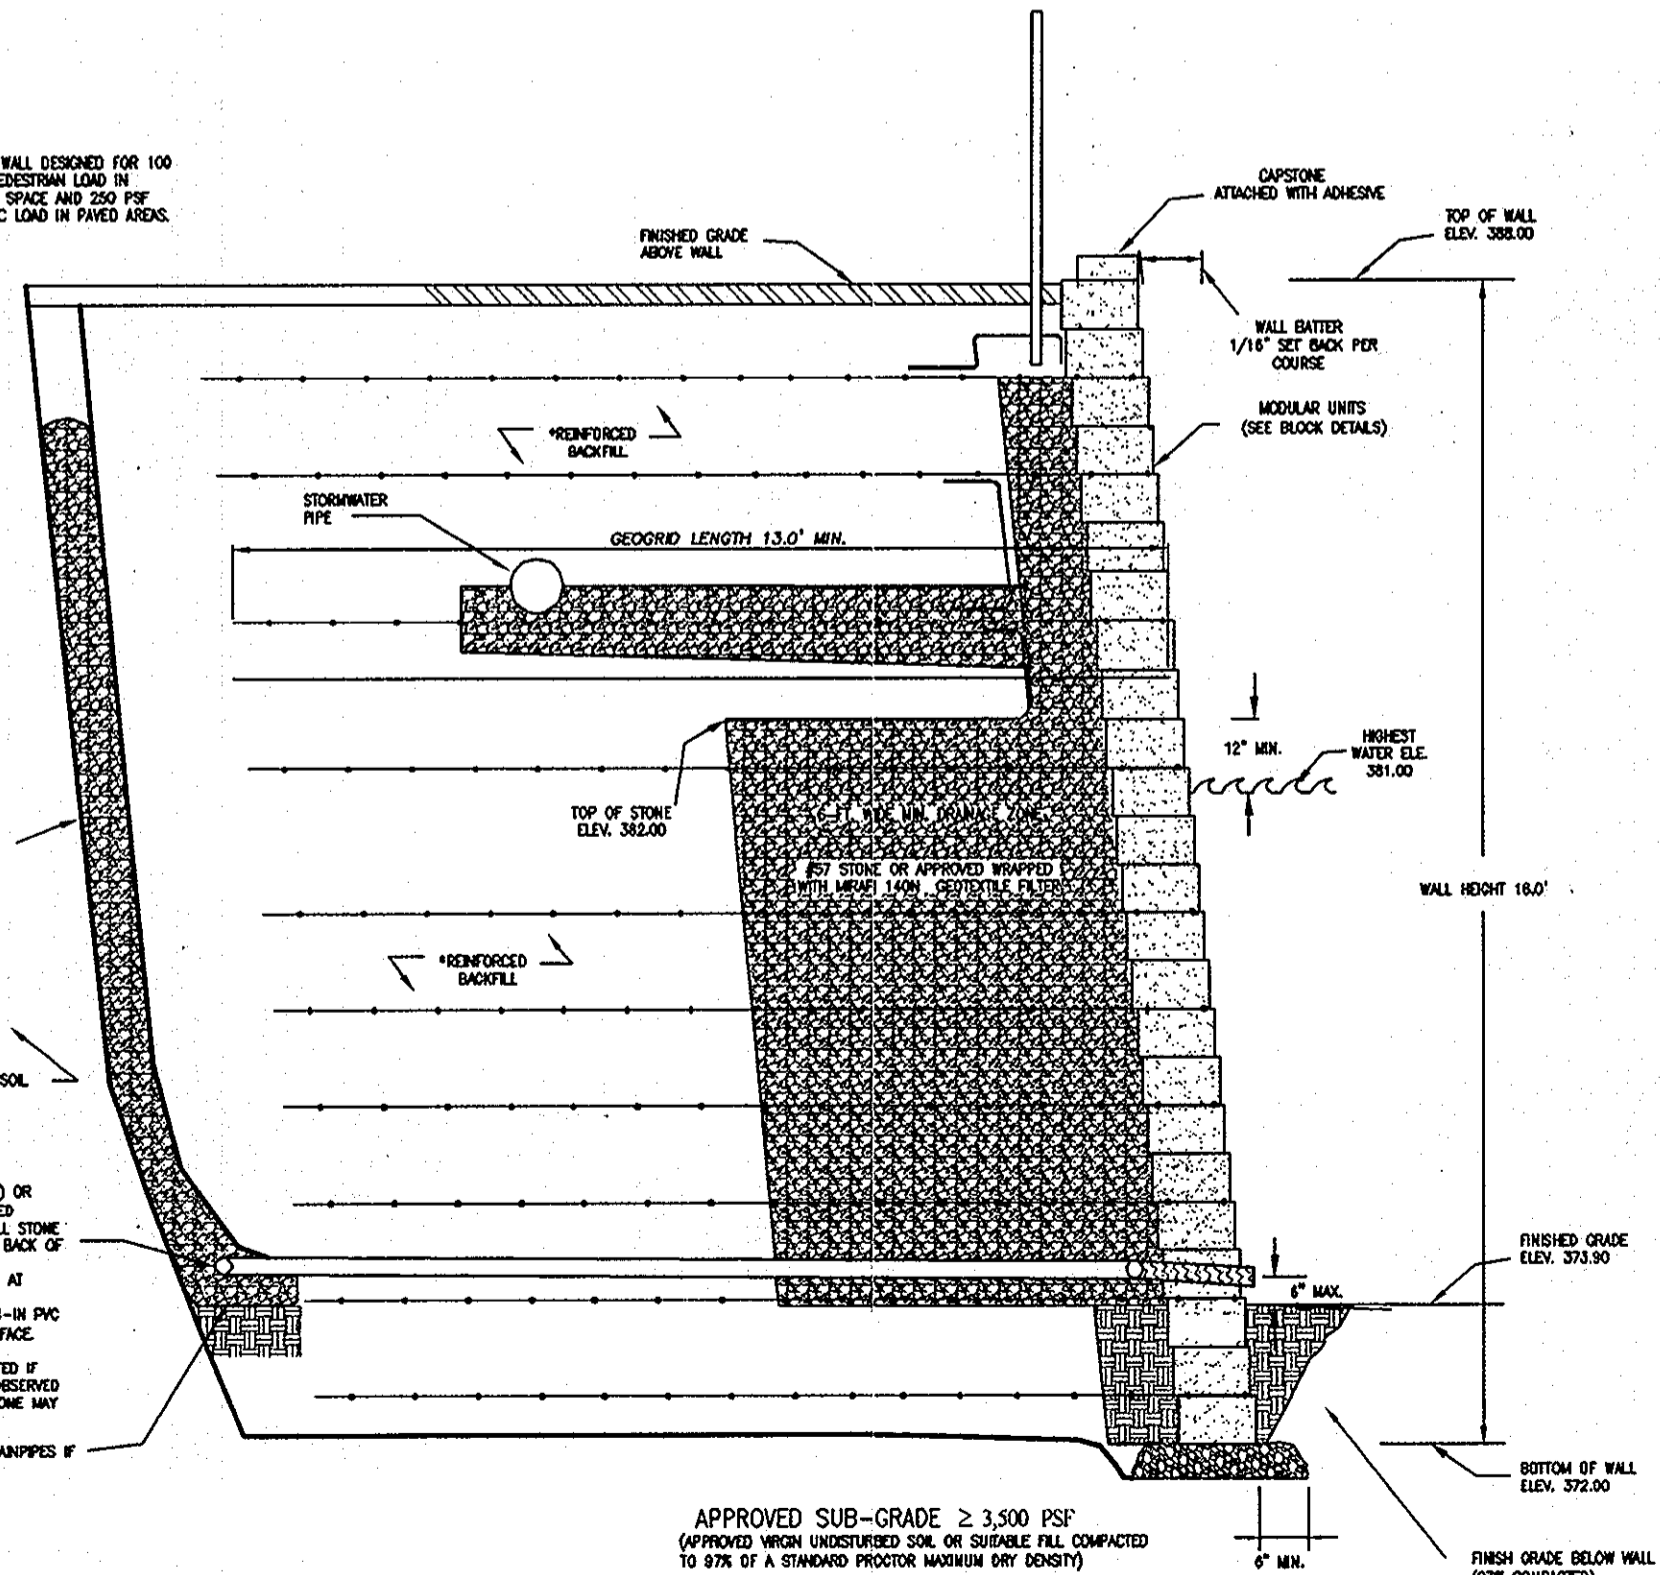 WALL DESIGNED FOR 100
EDESTRIAN LOAD IN
SPACE AND 250 PSF
C LOAD IN PAVED AREAS.
FINISHED GRADE
ABOVE WALL
CAPSTONE
ATTACHED WITH ADHESIVE
TOP OF WALL
ELEV. 388.00
WALL BATTER
1/16" SET BACK PER
COURSE
MODULAR UNITS
(SEE BLOCK DETAILS)
*REINFORCED
BACKFILL
STORMWATER
PIPE
GEOGRID LENGTH 13.0' MIN.
12" MIN.
HIGHEST
WATER ELE.
381.00
TOP OF STONE
ELEV. 382.00
6-FT. WIDE MIN. DRAINAGE ZONE.
#57 STONE OR APPROVED WRAPPED
WITH MIRAFI 140N GEOTEXTILE FILTER
WALL HEIGHT 16.0'
*REINFORCED
BACKFILL
SOIL
) OR
ED
LL STONE
BACK OF
AT
-IN PVC
FACE.
TED IF
OBSERVED
ONE MAY
AINPIPES IF
FINISHED GRADE
ELEV. 373.90
6" MAX.
BOTTOM OF WALL
ELEV. 372.00
APPROVED SUB-GRADE ≥ 3,500 PSF
(APPROVED VIRGIN UNDISTURBED SOIL OR SUITABLE FILL COMPACTED
TO 97% OF A STANDARD PROCTOR MAXIMUM DRY DENSITY)
6" MIN.
FINISH GRADE BELOW WALL
(97% COMPACTED)